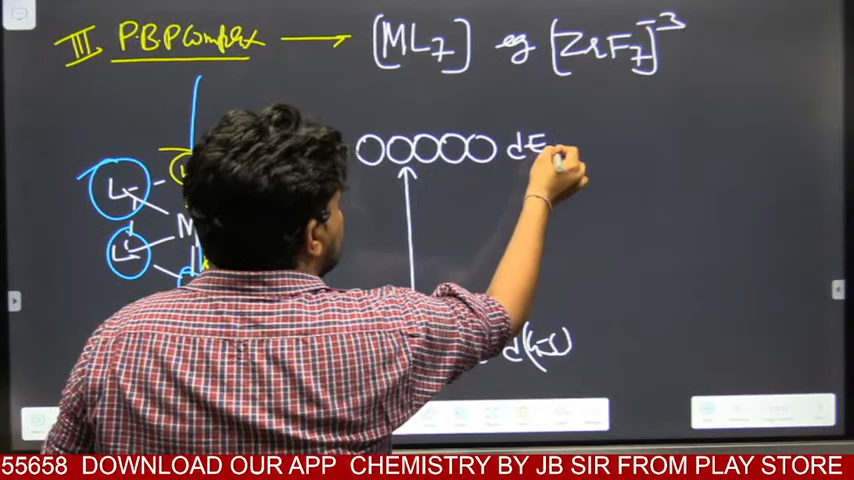 III P.B.P Complex → [ML7] eg [ZrF7]-3
dE
L M
L
d(G.S)
55658 DOWNLOAD OUR APP CHEMISTRY BY JB SIR FROM PLAY STORE